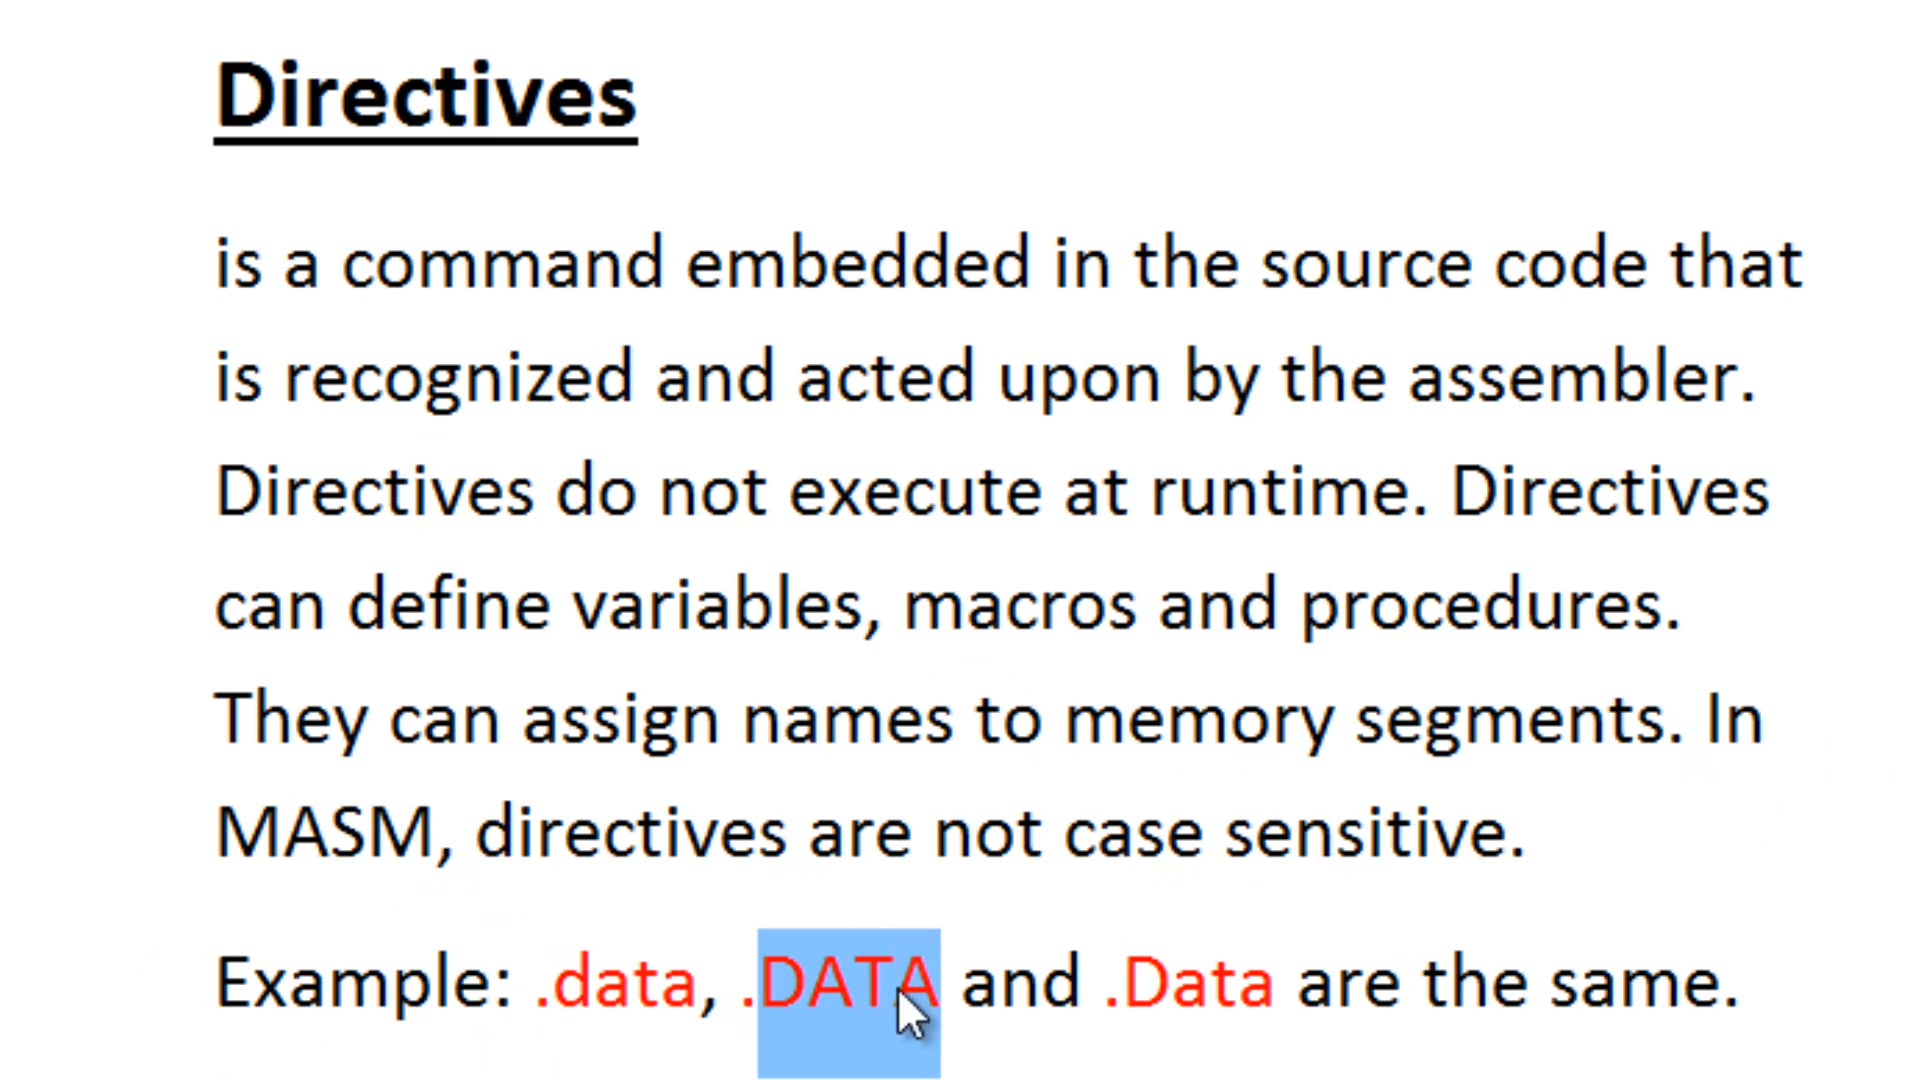 Directives
is a command embedded in the source code that
is recognized and acted upon by the assembler.
Directives do not execute at runtime. Directives
can define variables, macros and procedures.
They can assign names to memory segments. In
MASM, directives are not case sensitive.
Example: .data, .DATA and .Data are the same.